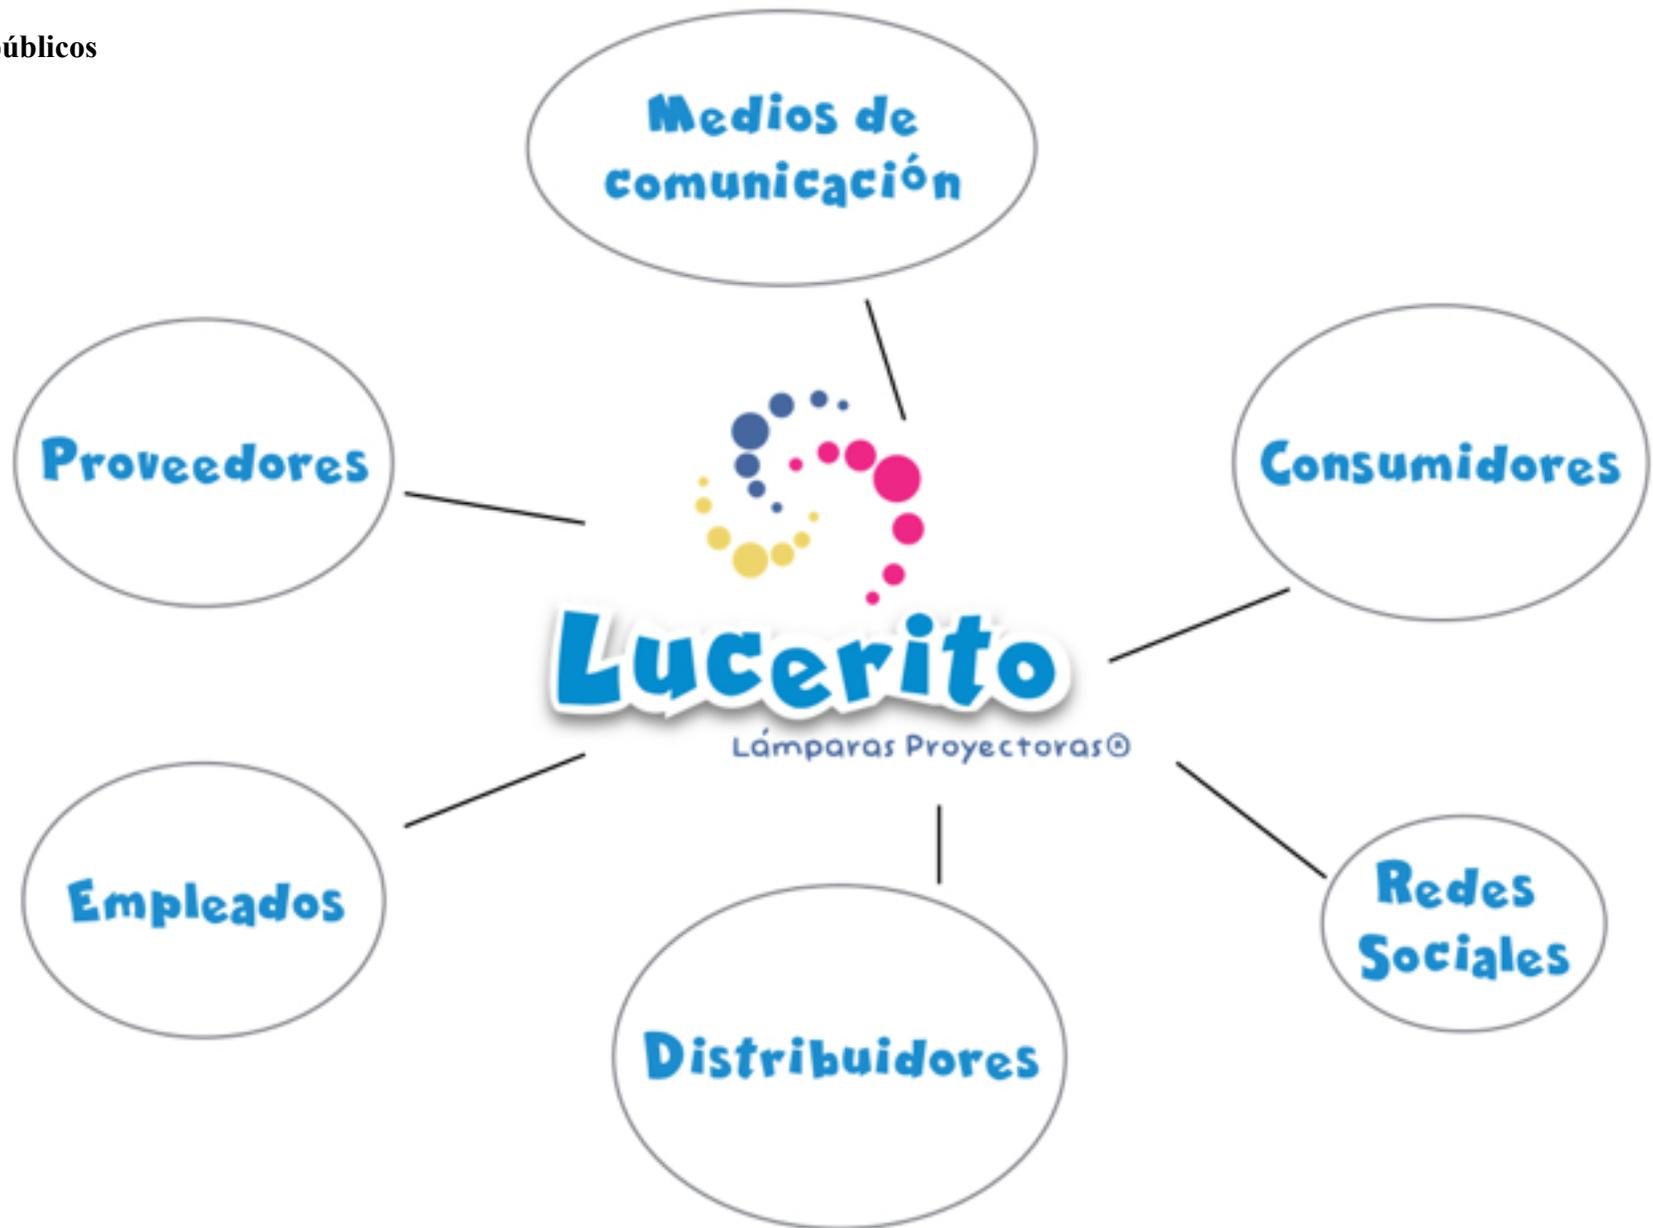 úblicos
Medios de
comunicación
Proveedores
Consumidores
Lucerito
Lámparas Proyectoras®
Empleados
Redes
Sociales
Distribuidores